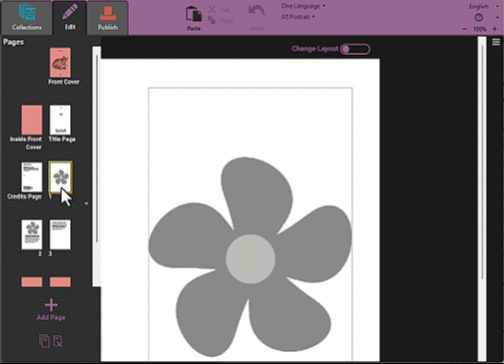 Collections
Edit
Publish
Paste
Cut
Copy
Undo
One Language
A5 Portrait
English
100%
Pages
Change Layout
Front Cover
Inside Front
Cover
Title Page
Credits Page
1
2
3
Add Page